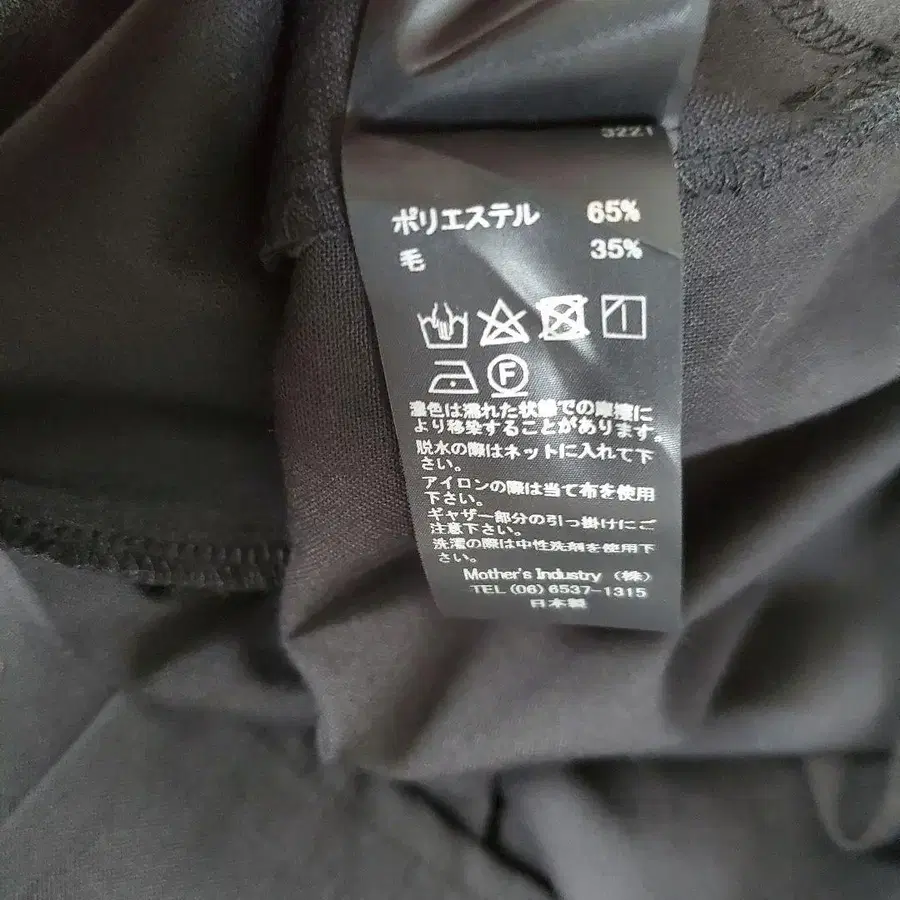 3221
ポリエステル 65%
毛 35%
F
濃色は濡れた状態での摩擦に
より移染することがあります。
脱水の際はネットに入れて下
さい。
アイロンの際は当て布を使用
下さい。
ギャザー部分の引っ掛けにご
注意下さい。
洗濯の際は中性洗剤を使用下
さい。
Mother's Industry (株)
TEL (06) 6537-1315
日本製